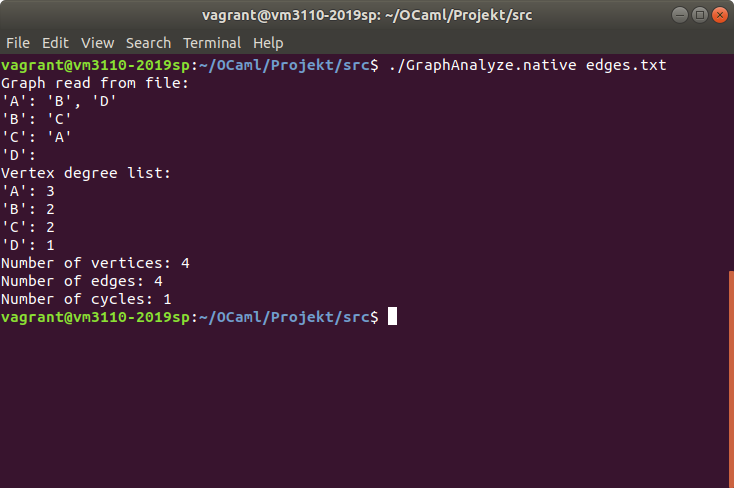 vagrant@vm3110-2019sp: ~/OCaml/Projekt/src
File Edit View Search Terminal Help
vagrant@vm3110-2019sp:~/OCaml/Projekt/src$ ./GraphAnalyze.native edges.txt
Graph read from file:
'A': 'B', 'D'
'B': 'C'
'C': 'A'
'D':
Vertex degree list:
'A': 3
'B': 2
'C': 2
'D': 1
Number of vertices: 4
Number of edges: 4
Number of cycles: 1
vagrant@vm3110-2019sp:~/OCaml/Projekt/src$